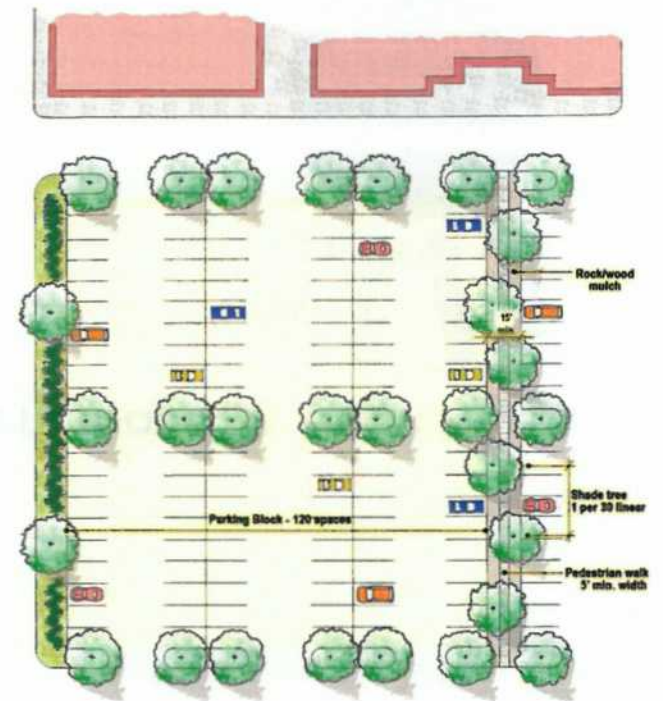 Rock/wood
mulch
15'
min
Shade tree
1 per 30 linear
Parking Block - 120 spaces
Pedestrian walk
5' min. width